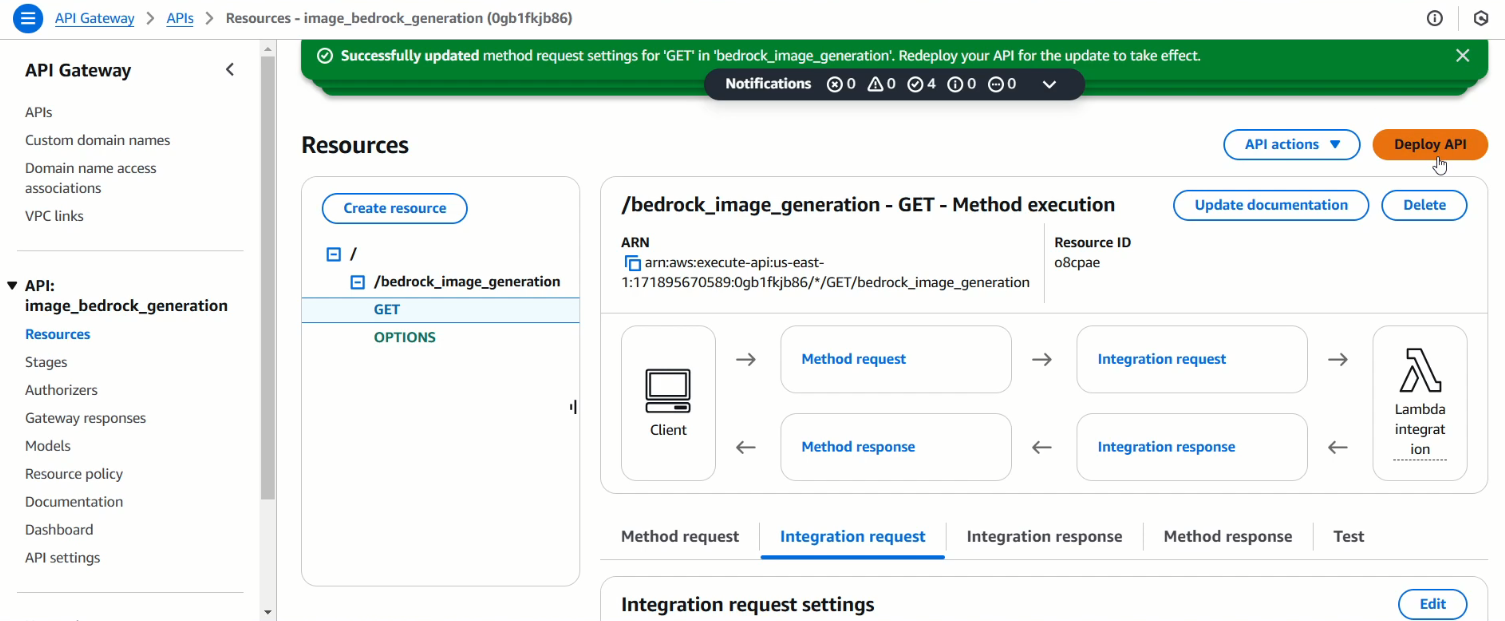 API Gateway > APIs > Resources - image_bedrock_generation (0gb1fkjb86)
API Gateway
APIs
Custom domain names
Domain name access
associations
VPC links
API:
image_bedrock_generation
Resources
Stages
Authorizers
Gateway responses
Models
Resource policy
Documentation
Dashboard
API settings
Successfully updated method request settings for 'GET' in 'bedrock_image_generation'. Redeploy your API for the update to take effect.
Notifications 0 0 4 0 0
Resources
API actions
Deploy API
Create resource
/
/bedrock_image_generation
GET
OPTIONS
/bedrock_image_generation - GET - Method execution
Update documentation
Delete
ARN
arn:aws:execute-api:us-east-
1:171895670589:0gb1fkjb86/*/GET/bedrock_image_generation
Resource ID
o8cpae
Client
Method request
Integration request
Method response
Integration response
Lambda
integrat
ion
Method request
Integration request
Integration response
Method response
Test
Integration request settings
Edit